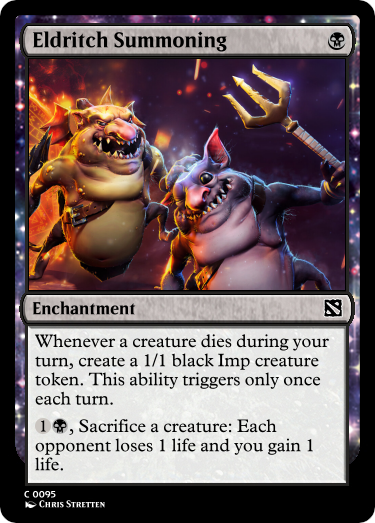 Eldritch Summoning
Enchantment
Whenever a creature dies during your
turn, create a 1/1 black Imp creature
token. This ability triggers only once
each turn.
1, Sacrifice a creature: Each
opponent loses 1 life and you gain 1
life.
C 0095
Chris Stretten